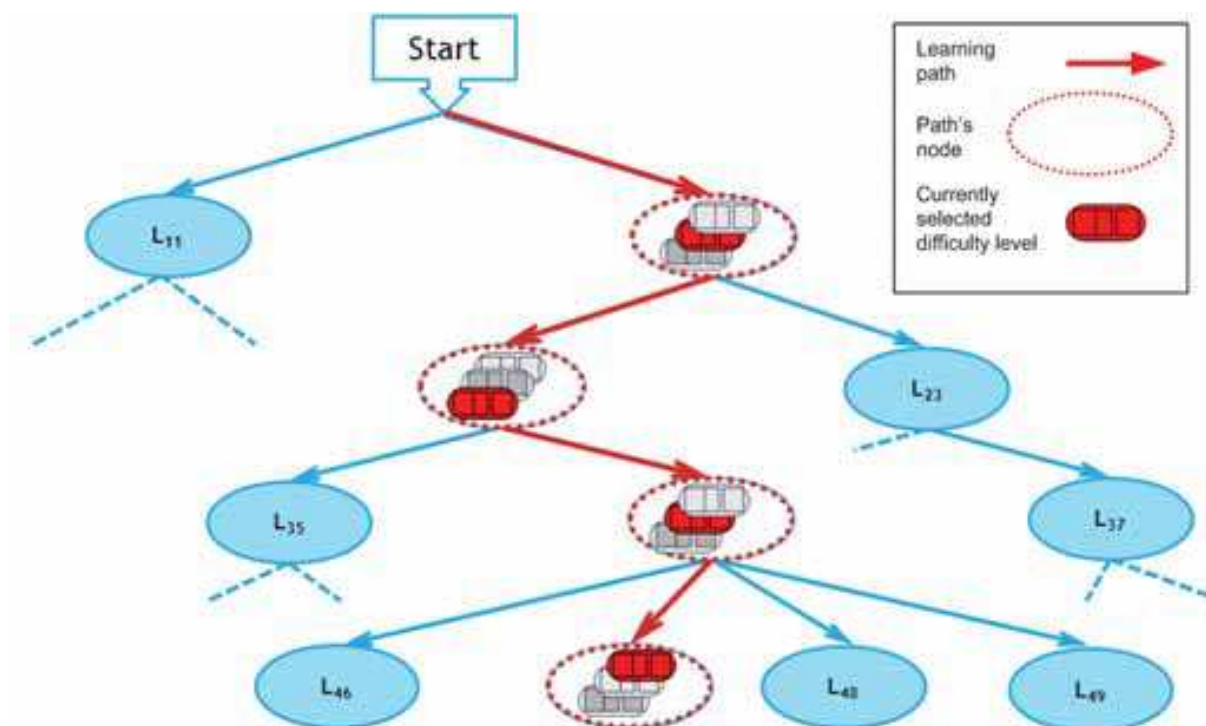 Start
Learning
path
Path's
node
Currently
selected
difficulty level
L11
L23
L35
L37
L46
L48
L49